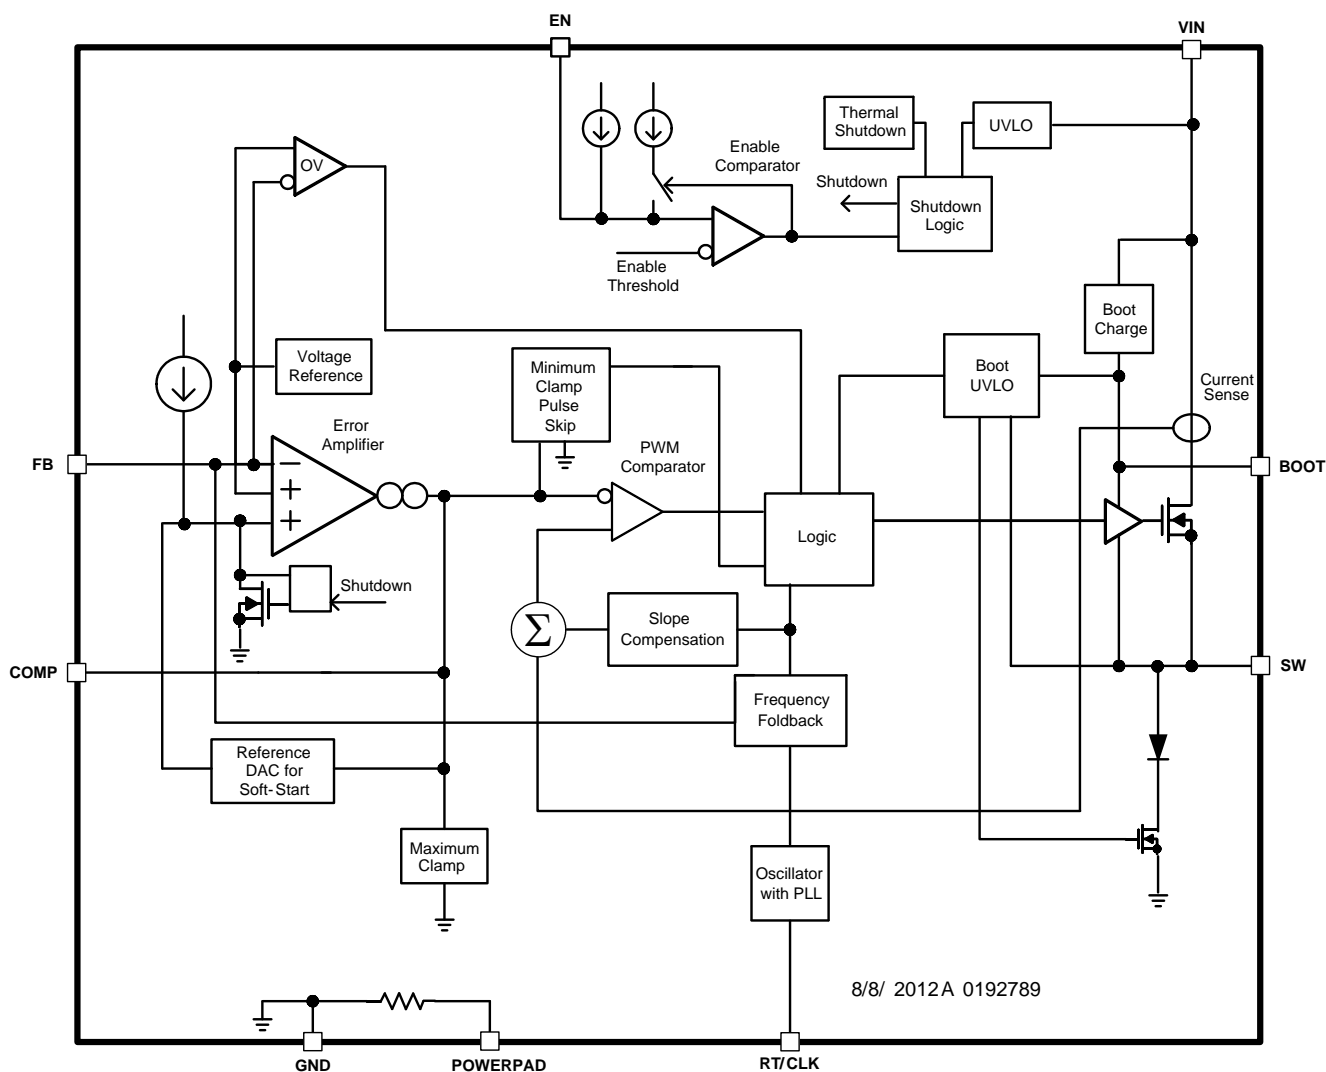 EN
VIN
Thermal
Shutdown
UVLO
OV
Enable
Comparator
Shutdown
Shutdown
Logic
Enable
Threshold
Boot
Charge
Voltage
Reference
Minimum
Clamp
Pulse
Skip
Boot
UVLO
Current
Sense
Error
Amplifier
PWM
Comparator
FB
BOOT
−
+
+
Logic
Shutdown
Σ
Slope
Compensation
COMP
SW
Frequency
Foldback
Reference
DAC for
Soft-Start
Maximum
Clamp
Oscillator
with PLL
8/8/ 2012A 0192789
GND
POWERPAD
RT/CLK